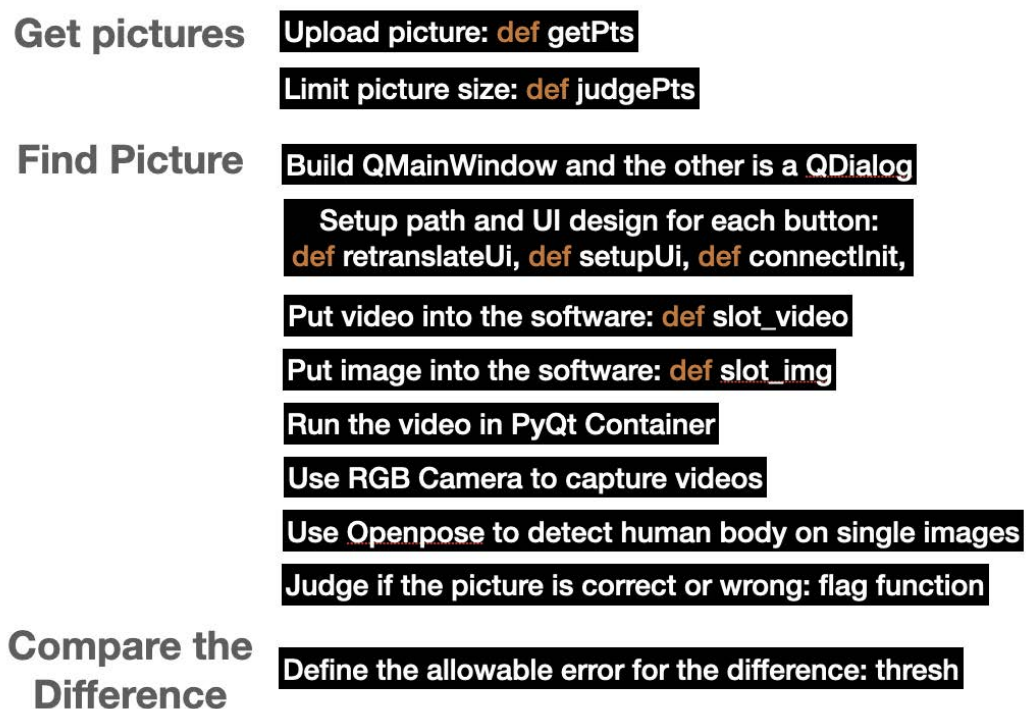 Get pictures
Upload picture: def getPts
Limit picture size: def judgePts
Find Picture
Build QMainWindow and the other is a QDialog
Setup path and UI design for each button:
def retranslateUi, def setupUi, def connectInit,
Put video into the software: def slot_video
Put image into the software: def slot_img
Run the video in PyQt Container
Use RGB Camera to capture videos
Use Openpose to detect human body on single images
Judge if the picture is correct or wrong: flag function
Compare the
Difference
Define the allowable error for the difference: thresh